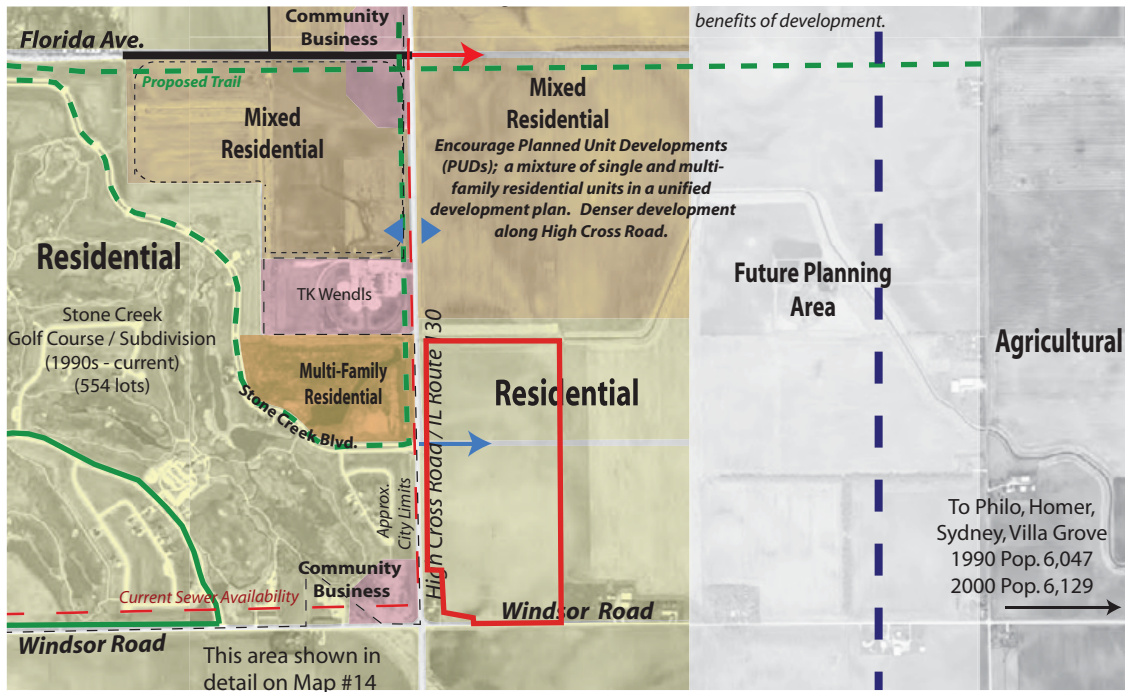 Community
Business
benefits of development.
Florida Ave.
Proposed Trail
Mixed
Residential
Mixed
Residential
Encourage Planned Unit Developments
(PUDs); a mixture of single and multi-
family residential units in a unified
development plan. Denser development
along High Cross Road.
Residential
Stone Creek
Golf Course / Subdivision
(1990s - current)
(554 lots)
TK Wendls
Future Planning
Area
Agricultural
Multi-Family
Residential
Stone Creek Blvd.
High Cross Road / IL Route 130
Residential
Approx.
City Limits
To Philo, Homer,
Sydney, Villa Grove
1990 Pop. 6,047
2000 Pop. 6,129
Community
Business
Current Sewer Availability
Windsor Road
Windsor Road
This area shown in
detail on Map #14